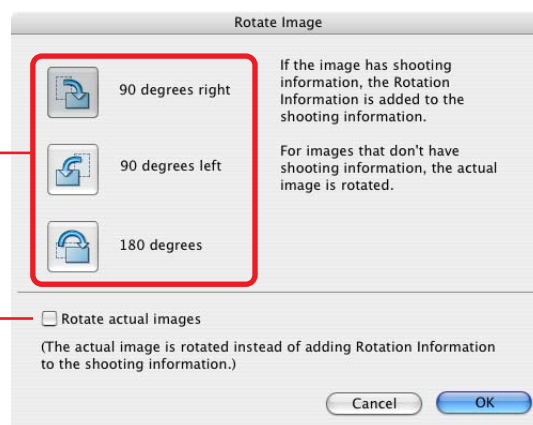 Rotate Image
90 degrees right
90 degrees left
180 degrees
If the image has shooting
information, the Rotation
Information is added to the
shooting information.
For images that don't have
shooting information, the actual
image is rotated.
Rotate actual images
(The actual image is rotated instead of adding Rotation Information
to the shooting information.)
Cancel
OK